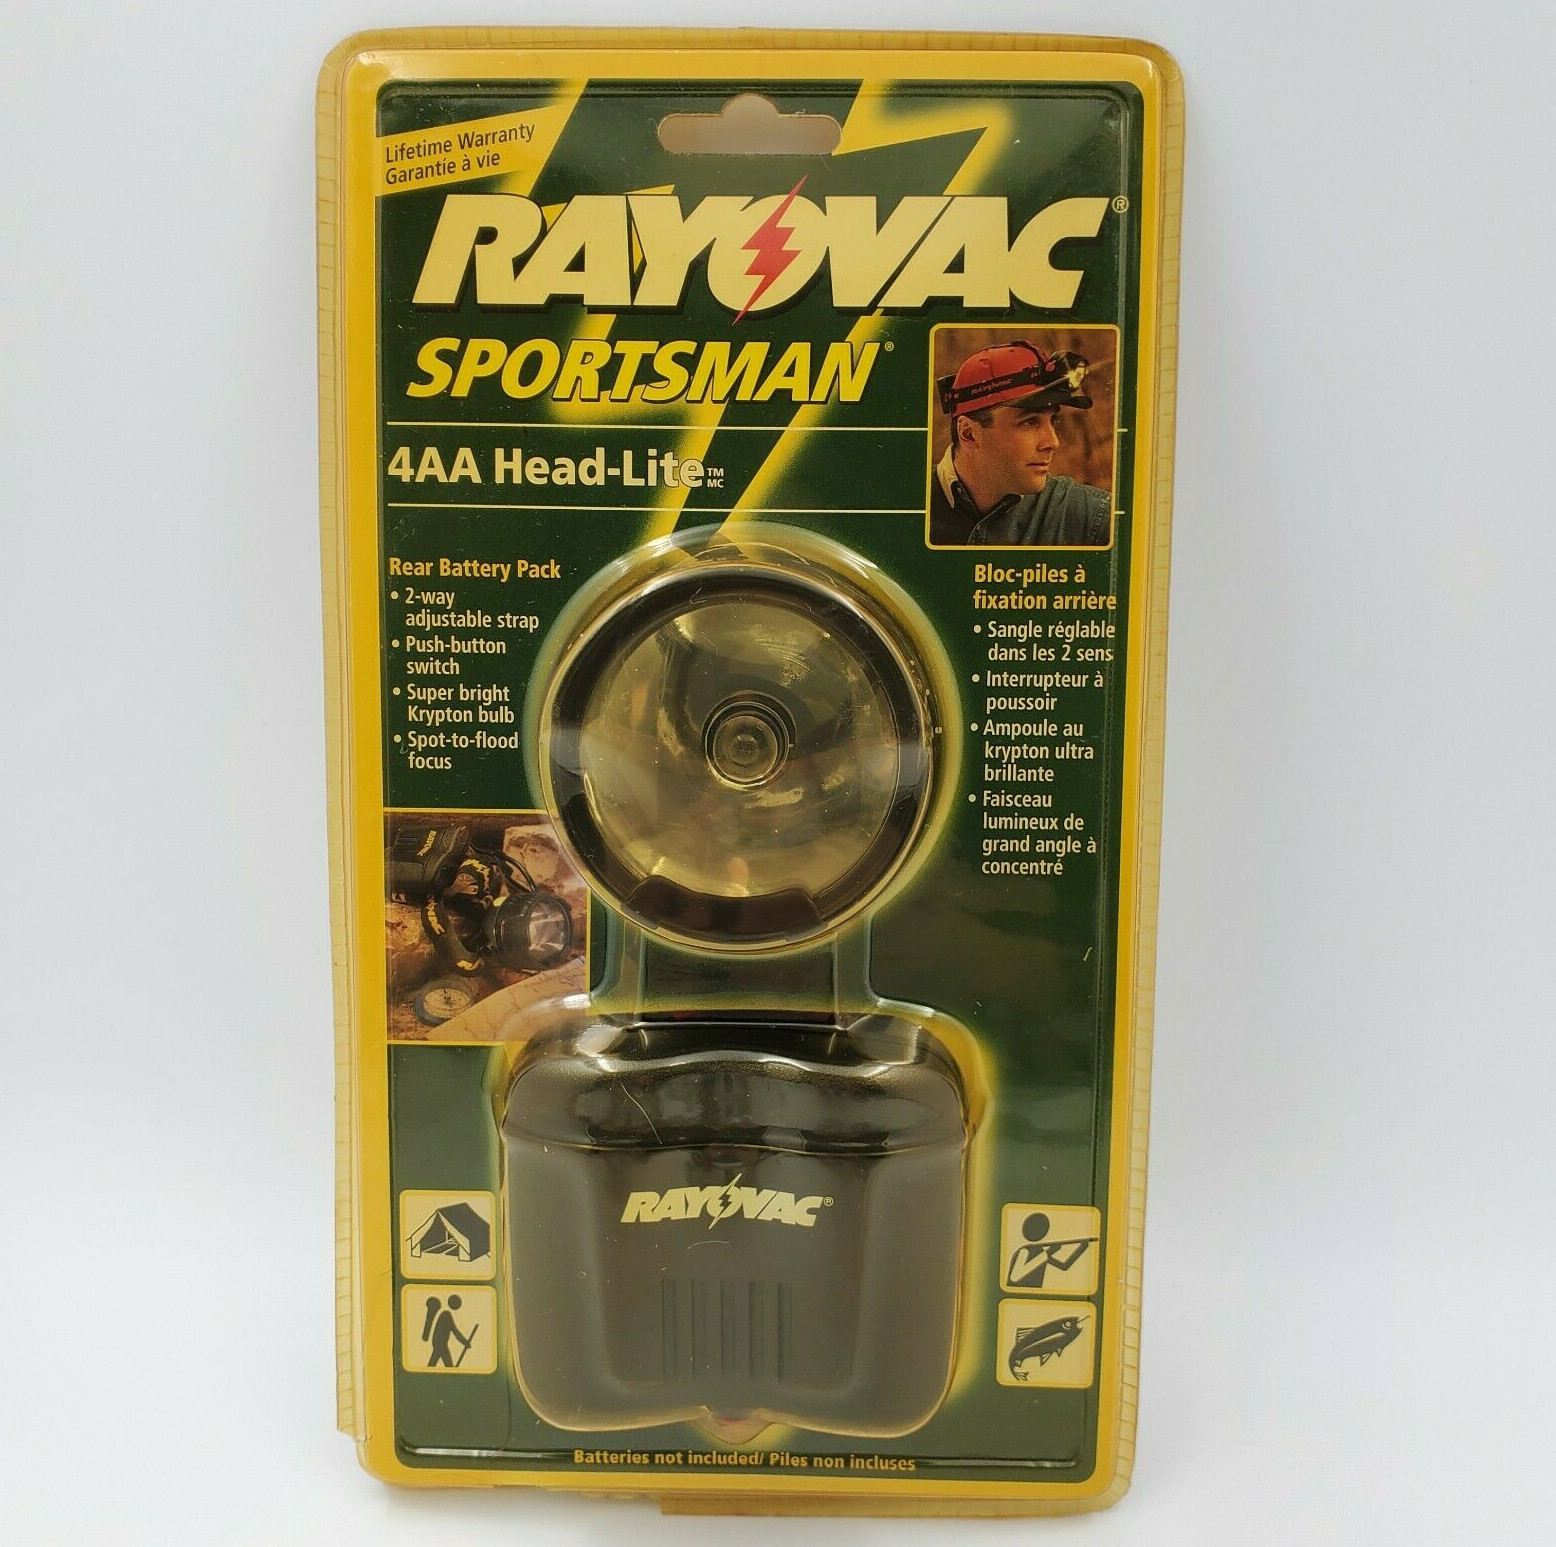 Lifetime Warranty
Garantie à vie
RAYOVAC®
SPORTSMAN®
4AA Head-Lite™ MC
Rear Battery Pack
• 2-way
adjustable strap
• Push-button
switch
• Super bright
Krypton bulb
• Spot-to-flood
focus
Bloc-piles à
fixation arrière
• Sangle réglable
dans les 2 sens
• Interrupteur à
poussoir
• Ampoule au
krypton ultra
brillante
• Faisceau
lumineux de
grand angle à
concentré
RAYOVAC®
Batteries not included/ Piles non incluses